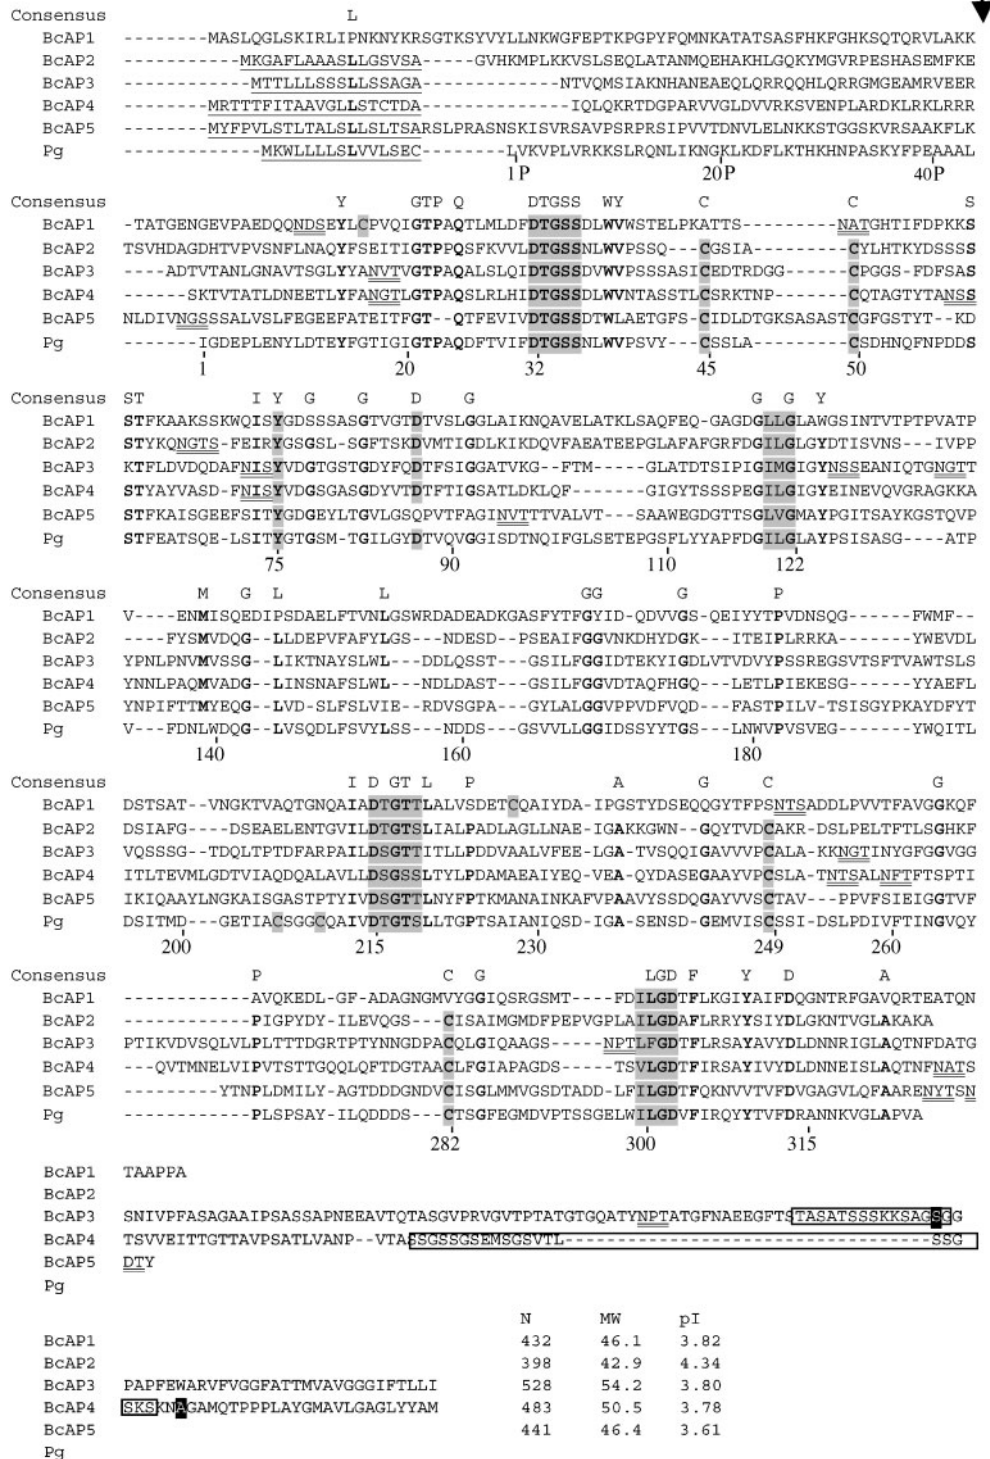 Consensus L
BcAP1 ----------MASLQGLSKIRLIPNKNYKRSGTKSYVYLLNKWGFEPTKPGPYFQMNKATATSASFHKFGHKSQTQRVLAKK
BcAP2 ----------MKGAFLAAASLLGSVSA-----GVHKMPLKKVSLSEQLATANMQEHAKHLGQKYMGVRPESHASEMFKE
BcAP3 -----------MTTLLLSSSLLSSAGA------------NTVQMSIAKNHANEAEQLHRQRQQHLQRRGMGEAMRVEER
BcAP4 -------MRTTTFITAAVGLLSTCTDA-------------IQLQKRTDGPARVVGLDVRKSVENPLARDKLRKLRRR
BcAP5 -------MYFPVLSTLTALSLLSLTSARSLPRASNSKISVRSAVPSRPRSIPVVTDNVLELNKKSTGGSKVRSAAKFLK
Pg ------------MKWLLLLSLVVLSEC--------LVKVPLVRKKSLRQNLIKNGKLKDFLKTHKHNPASKYFPEAAAL
1P 20P 40P
Consensus Y GTP Q DTGSS WY C C S
BcAP1 -TATGENGEVPAEDQQNDSEYLCPVQIGTPAQTLMLDFDTGSSDLWVWSTELPKATTS--------NATGHTIFDPKKS
BcAP2 TSVHDAGDHTVPVSNFLNAQYFSEITIGTPAQSFKVVLDTGSSNLWVPSSQ--CGSIA--------CYLHTKYDSSSS
BcAP3 ----ADTVTANLGNAVTSGLYYANVTVGTPAQALSLQIDTGSSDVWVPSSSASICEDTRDGG----CPGGS-FDFSAS
BcAP4 ------SKTVTATLDNEETLYFANGTLGTPAQSLRLHIDTGSSDLWVNTASSTLCSRKTNP-----CQTAGTYTANSS
BcAP5 NLDIVNGSSSALVSLFEGEEFATEITFGT--QTFEVIVDTGSSDTWLAETGFS-CIDLDTGKSASASTCGFGSTYT-KD
Pg -------IGDEPLENYLDTEYFGTIGIGTPAQDFTVIFDTGSSNLWVPSVY--CSSLA--------CSDHNQFNPDDS
1 20 32 45 50
Consensus ST I Y G G D G G G Y
BcAP1 STFKAAKSSKWQISYGDSSSASGTVGTDTVSLGGLAIKNQAVELATKLSAQFEQ-GAGDGLLGLAWGSINTVTPTPVATP
BcAP2 STYKQNGTS-FEIRYGSGSL-SGFTSKDVMTIGDLKIKDQVFAEATEEPGLAFAFGRFDGILGLGYDTISVNS---IVPP
BcAP3 KTFLDVDQDAFNISYVDGTGSTGDYFQDTFSIGGATVKG--FTM----GLATDTSIPIGIMGIGYNSSEANIQTGNGTT
BcAP4 STYAYVASD-FNISYVDGSGASGDYVTDTFTIGSATLDKLQF------GIGYTSSSPEGILGIGYEINEVQVGRAGKKA
BcAP5 STFKAISGEEFSITYGDGEYLTGVLGSQPVTFAGINVTTTVALVT----SAAWEGDGTTSGLVGMAYPGITSAYKGSTQVP
Pg STFEATSQE-LSITYGTGSM-TGILGYDTVQVGGISDTNQIFGLSETEPGSFLYYAPFDGILGLAYPSISASG----ATP
75 90 110 122
Consensus M G L L GG G P
BcAP1 V----ENMISQEDIPSDAELFTVNLGSWRDADEADKGASFYTFGYID-QDVVG--S-QEIYYTPVDNSQG------FWMF--
BcAP2 ----FYSMVDQG--LLDEPVFAFYLGS---NDESD---PSEAIFGGVNKDHYDGK---ITEIPLRRKA------YWEVDL
BcAP3 YPNLPNVMVSSG--LIKTNAYSLWL---DDLQSST---GSILFGGIDTEKYIGDLVTVDVYPSSREGSVTSFTVAWTSLS
BcAP4 YNNLPAQMVADG--LINSNAFSLWL---NDLDAST---GSILFGGVDTAQFHGQ---LETLPIEKESG------YYAEFL
BcAP5 YNPIFTTMYEQG--LVD-SLFSLVIE--RDVSGPA---GYLALGGVPPVDFVQD---FASTPILV-TSISGYPKAYDFYT
Pg V---FDNLWDQG--LVSQDLFSVYLSS--NDDS---GSVVLLGGIDSSYYTGS--LNWVPVSVEG------YWQITL
140 160 180
Consensus I D GT L P A G C G
BcAP1 DSTSAT--VNGKTVAQTGNQAIADTGTTLALVSDETCQAIYDA-IPGSTYDSEQQGYTFPSNTSADDLPVVTFAVGGKQF
BcAP2 DSIAFG----DSEAELENTGVILDTGTSLIALPADLAGLLNAE-IGAKKGWN--GQYTVDCAKR-DSLPELTFTLSGHKF
BcAP3 VQSSSG--TDQLTPTDFARPAILDSGTTITLLPDDVAALVFEE-LGA-TVSQQIGAVVVPCALA-KKNGTINYGFGGVGG
BcAP4 ITLTEVMLGDTVIAQDQALAVLLDSGSSLTYLPDAMAEAIYEQ-VEA-QYDASEGAAYVPCSLA-TNTSALNFTFTSPTI
BcAP5 IKIQAAYLNGKAISGASTPTYIVDSGTTLNYFPTKMANAINKAFVPAAVYSSDQGAYVVSCTAV---PPVFSIEIGGTVF
Pg DSITMD--GETIACSGGCQAIVDTGTSLLTGPTSAIANIQSD-IGA-SENSD-GEMVISCSSI-DSLPDIVFTINGVQY
200 215 230 249 260
Consensus P C G LGD F Y D A
BcAP1 ------------AVQKEDL-GF-ADAGNGMVYGGIQSRGSMT----FDILGDTFLKGIYAIFDQGNTRFGAVQRTEATQN
BcAP2 ------------PIGPYDY-ILEVQGS---CISAIMGMDFPEPVGPLAILGDAFLRRYYSIYDLGKNTVGLAKAKA
BcAP3 PTIKVDVSQLVLPLTTTDGRTPTYNNGDPACQLGIQAAGS-----NPTLFGDTFLRSAYAVYDLDNNRIGLAQTNFDATG
BcAP4 ---QVTMNELVIPVTSTTGQQLQFTDGTAACLFGIAPAGDS----TSVLGDTFIRSAYIVYDLDNNEISLAQTNFNATS
BcAP5 ---------YTNPLDMILY-AGTDDDGNDVCISGLMMVGSDTADD--LFILGDTFQKNVVTVFDVGAGVLQFAARENYTSN
Pg ------------PLSPSAY-ILQDDDS---CTSGFEGMDVPTSSGELWILGDVFIRQYYTVFDRANNKVGLAPVA
282 300 315
BcAP1 TAAPPA
BcAP2
BcAP3 SNIVPFASAGAAIPSASSAPNEEAVTQTASGVPRVGVTPTATGTGQATYNPTATGFNAEEGFTSTASATSSSKKSAGSGG
BcAP4 TSVVEITTGTTAVPSATLVANP--VTASSGSSGSEMSGSVTL----------------------------------SSG
BcAP5 DTY
Pg
N MW pI
BcAP1 432 46.1 3.82
BcAP2 398 42.9 4.34
BcAP3 PAPFEWARVFVGGFATTMVAVGGGIFTLLI 528 54.2 3.80
BcAP4 SKSKNAGAMQTPPPLAYGMAVLGAGLYYAM 483 50.5 3.78
BcAP5 441 46.4 3.61
Pg